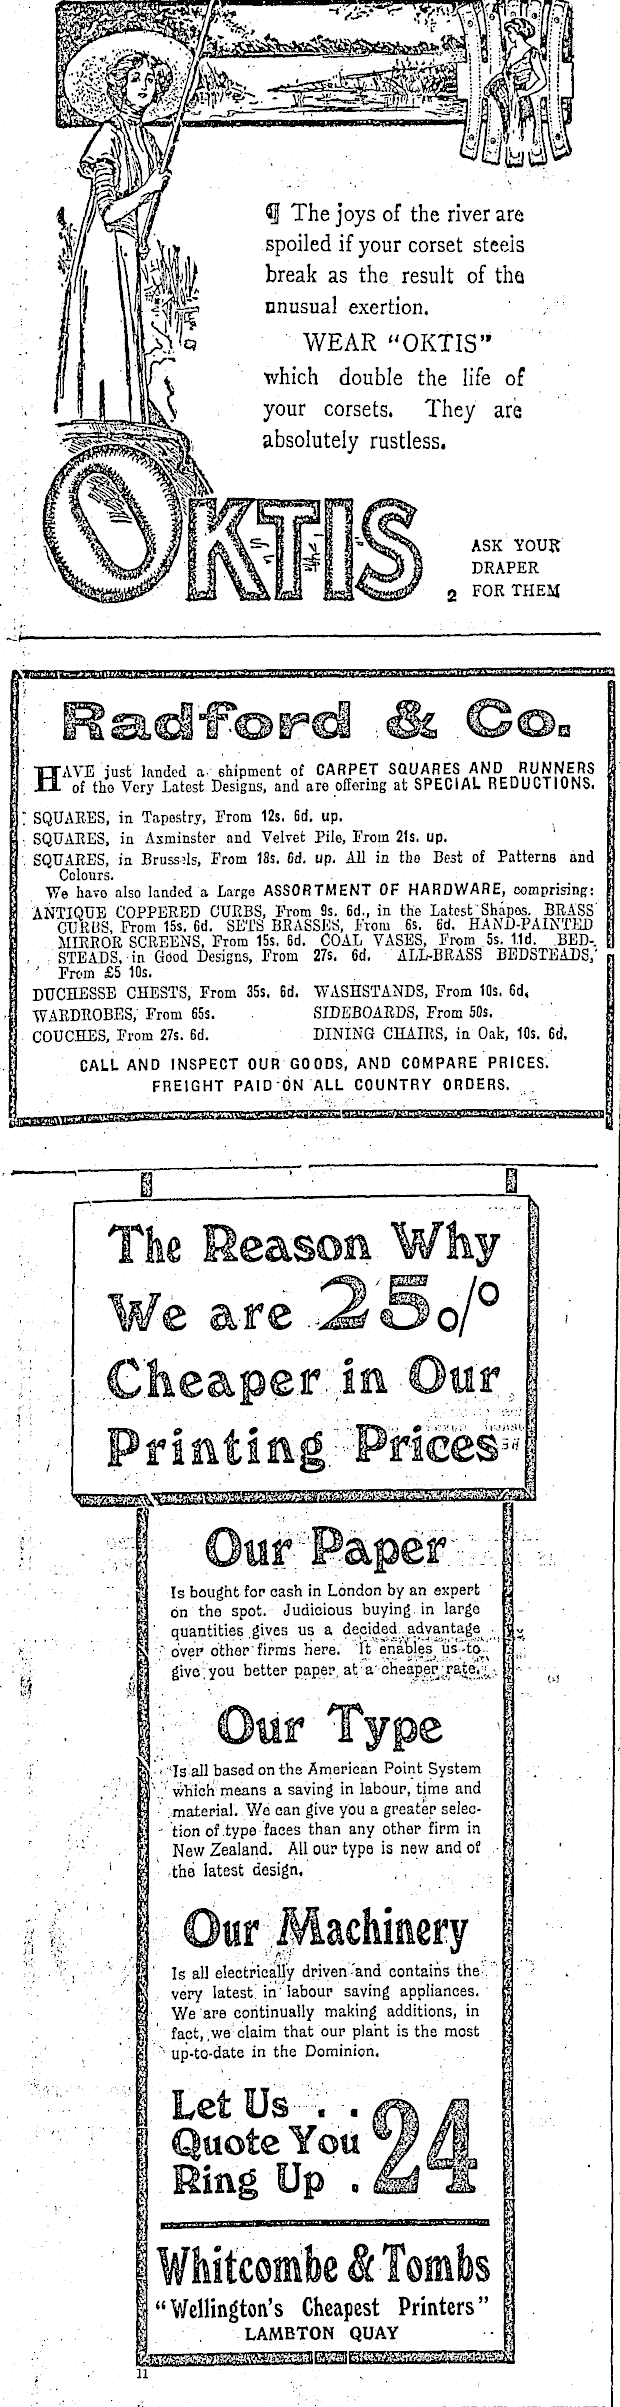 ¶ The joys of the river are
spoiled if your corset steels
break as the result of the
unusual exertion.
WEAR "OKTIS"
which double the life of
your corsets. They are
absolutely rustless.
OKTIS
ASK YOUR
DRAPER
2 FOR THEM
Radford & Co.
HAVE just landed a shipment of CARPET SQUARES AND RUNNERS
of the Very Latest Designs, and are offering at SPECIAL REDUCTIONS.
SQUARES, in Tapestry, From 12s. 6d. up.
SQUARES, in Axminster and Velvet Pile, From 21s. up.
SQUARES, in Brussels, From 18s. 6d. up. All in the Best of Patterns and
Colours.
We have also landed a Large ASSORTMENT OF HARDWARE, comprising:
ANTIQUE COPPERED CURBS, From 9s. 6d., in the Latest Shapes. BRASS
CURBS, From 15s. 6d. SETS BRASSES, From 6s. 6d. HAND-PAINTED
MIRROR SCREENS, From 15s. 6d. COAL VASES, From 5s. 11d. BED-
STEADS, in Good Designs, From 27s. 6d. ALL-BRASS BEDSTEADS,
From £5 10s.
DUCHESSE CHESTS, From 35s. 6d. WASHSTANDS, From 10s. 6d.
WARDROBES, From 65s. SIDEBOARDS, From 50s.
COUCHES, From 27s. 6d. DINING CHAIRS, in Oak, 10s. 6d.
CALL AND INSPECT OUR GOODS, AND COMPARE PRICES.
FREIGHT PAID ON ALL COUNTRY ORDERS.
The Reason Why
We are 25%
Cheaper in Our
Printing Prices
Our Paper
Is bought for cash in London by an expert
on the spot. Judicious buying in large
quantities gives us a decided advantage
over other firms here. It enables us to
give you better paper at a cheaper rate.
Our Type
Is all based on the American Point System
which means a saving in labour, time and
material. We can give you a greater selec-
tion of type faces than any other firm in
New Zealand. All our type is new and of
the latest design.
Our Machinery
Is all electrically driven and contains the
very latest in labour saving appliances.
We are continually making additions, in
fact, we claim that our plant is the most
up-to-date in the Dominion.
Let Us . .
Quote You
Ring Up . 24
Whitcombe & Tombs
"Wellington's Cheapest Printers"
LAMBTON QUAY
11